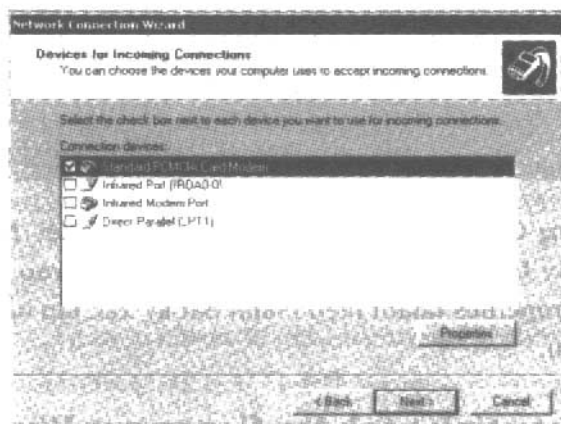 Network Connection Wizard
Devices for Incoming Connections
You can choose the devices your computer uses to accept incoming connections.
Select the check box next to each device you want to use for incoming connections.
Connection devices:
Standard PCMCIA Card Modem
Infrared Port (IRDA0-0)
Infrared Modem Port
Direct Parallel (LPT1)
Properties
< Back
Next >
Cancel